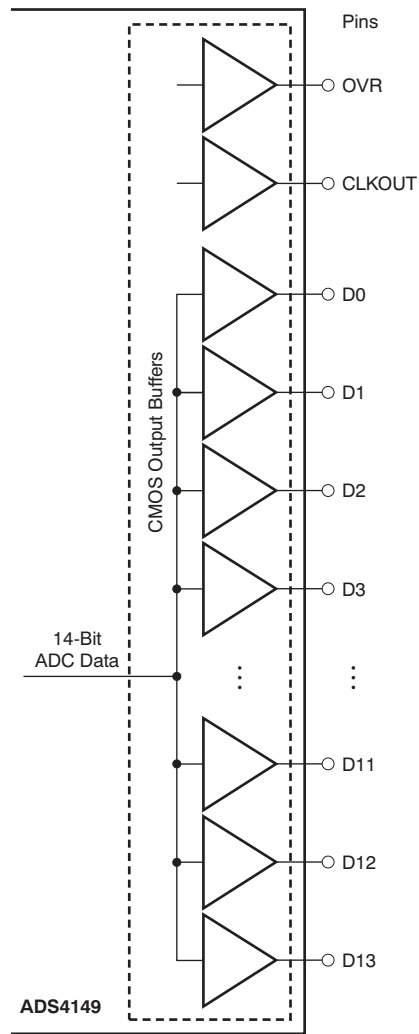 Pins
OVR
CLKOUT
D0
CMOS Output Buffers
D1
D2
D3
14-Bit
ADC Data
D11
D12
D13
ADS4149